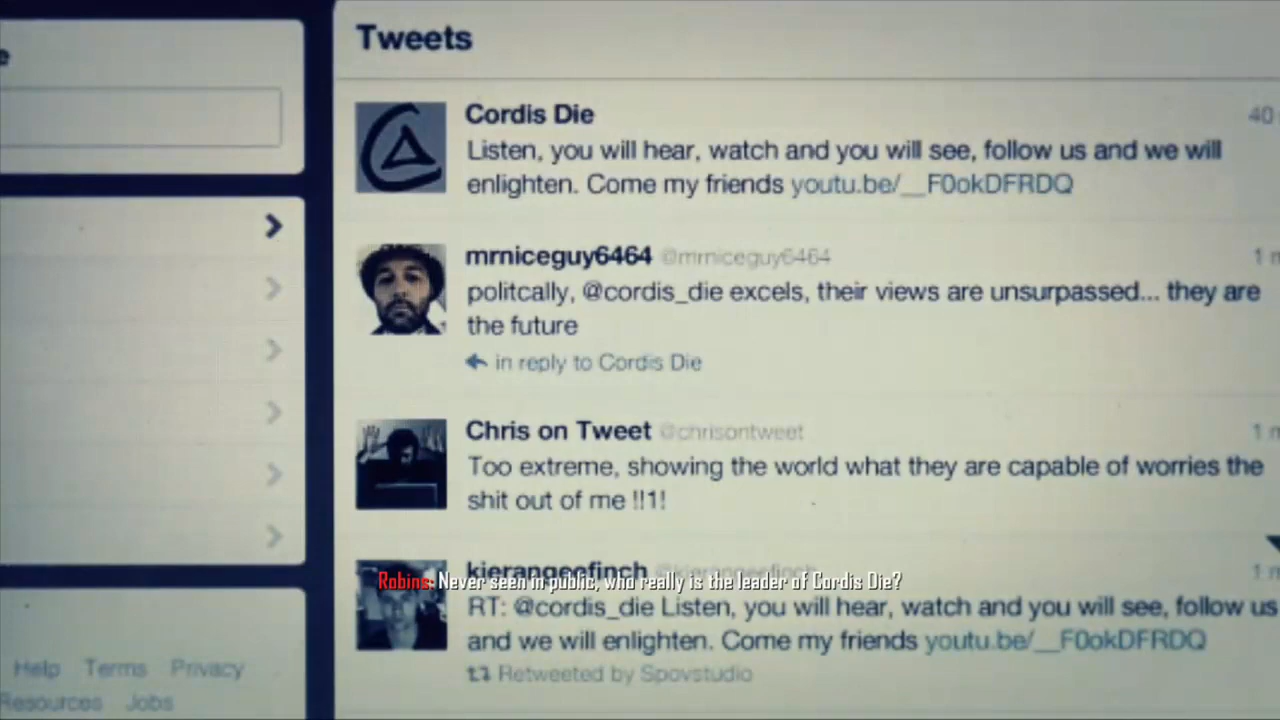 e
Tweets
Cordis Die
40
Listen, you will hear, watch and you will see, follow us and we will
enlighten. Come my friends youtu.be/__F0okDFRDQ
mrniceguy6464 @mrniceguy6464
1 m
politcally, @cordis_die excels, their views are unsurpassed... they are
the future
in reply to Cordis Die
Chris on Tweet @chrisontweet
1 m
Too extreme, showing the world what they are capable of worries the
shit out of me !!1!
kierangeefinch @kierangeefinch
1 m
Robins: Never seen in public, who really is the leader of Cordis Die?
RT: @cordis_die Listen, you will hear, watch and you will see, follow us
and we will enlighten. Come my friends youtu.be/__F0okDFRDQ
Retweeted by Spovstudio
Help Terms Privacy
Resources Jobs